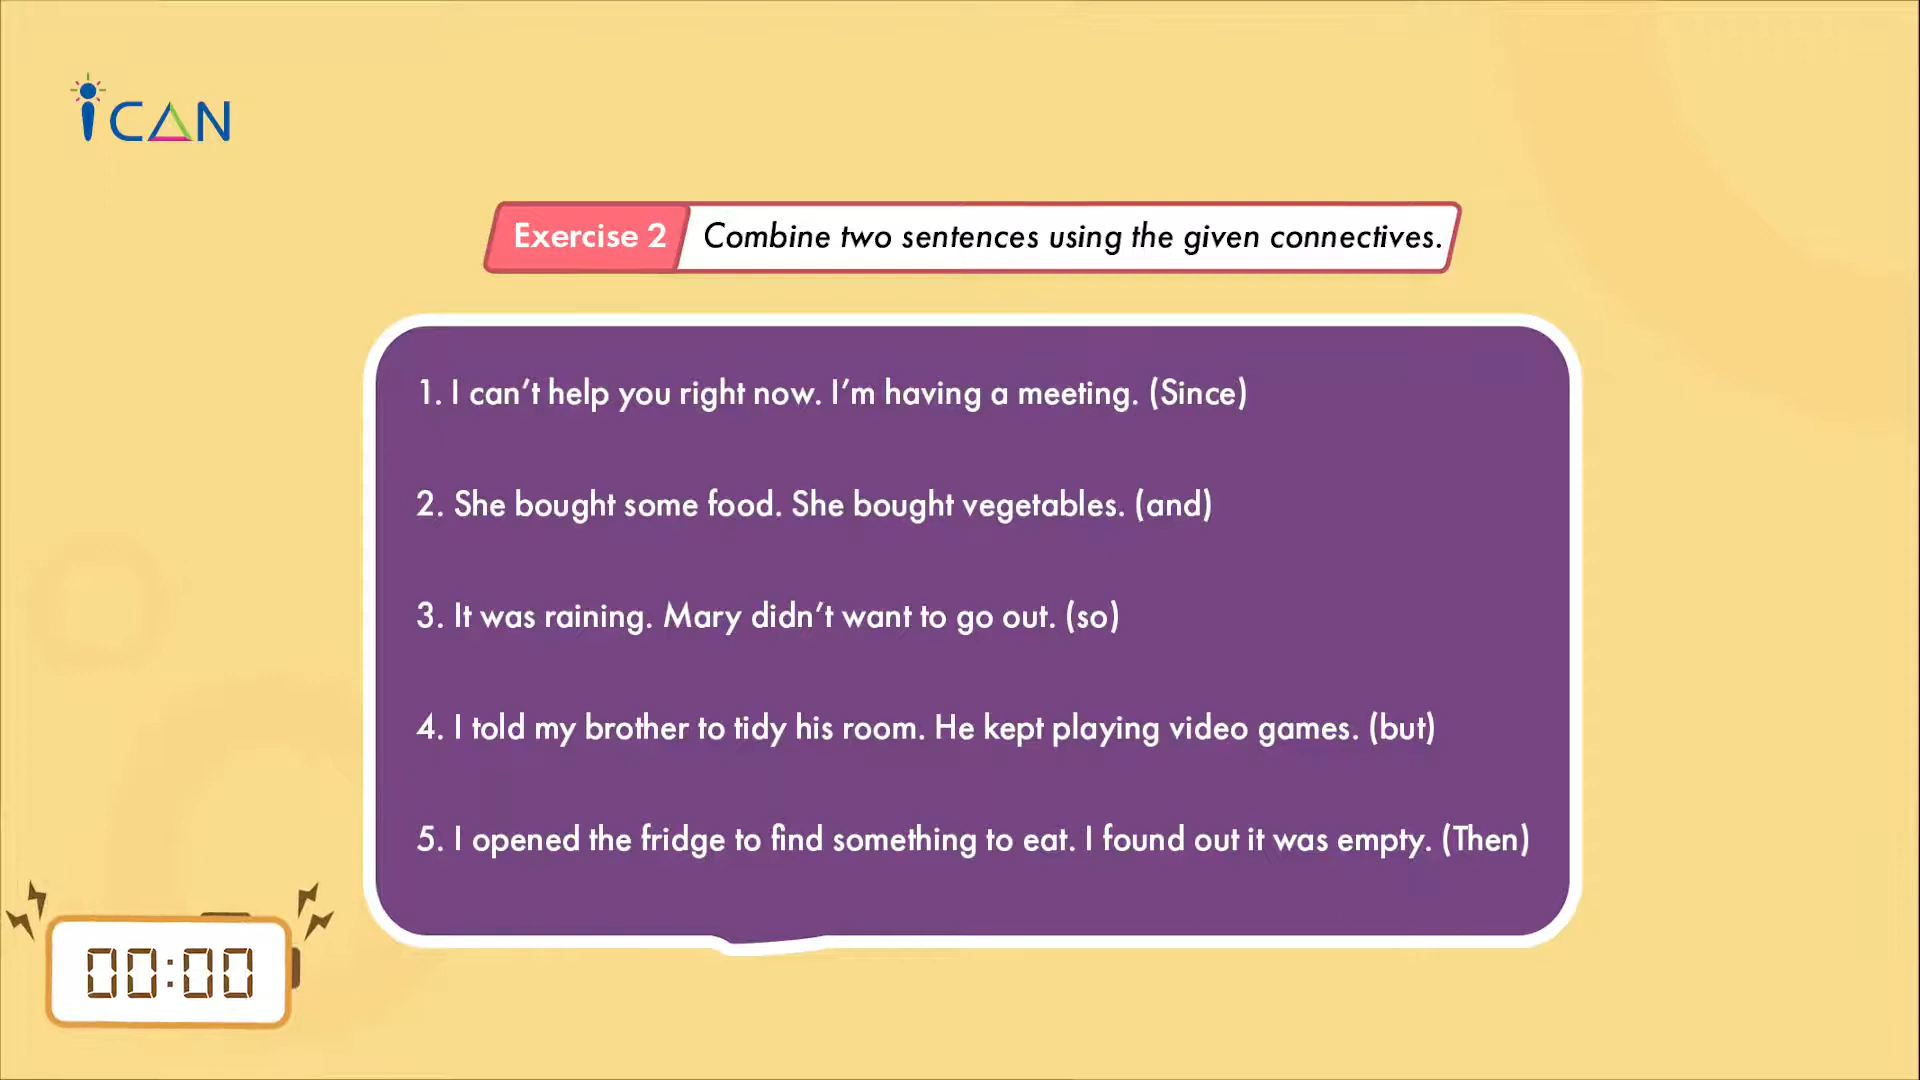 iCAN
Exercise 2 Combine two sentences using the given connectives.
1. I can’t help you right now. I’m having a meeting. (Since)
2. She bought some food. She bought vegetables. (and)
3. It was raining. Mary didn’t want to go out. (so)
4. I told my brother to tidy his room. He kept playing video games. (but)
5. I opened the fridge to find something to eat. I found out it was empty. (Then)
00:00